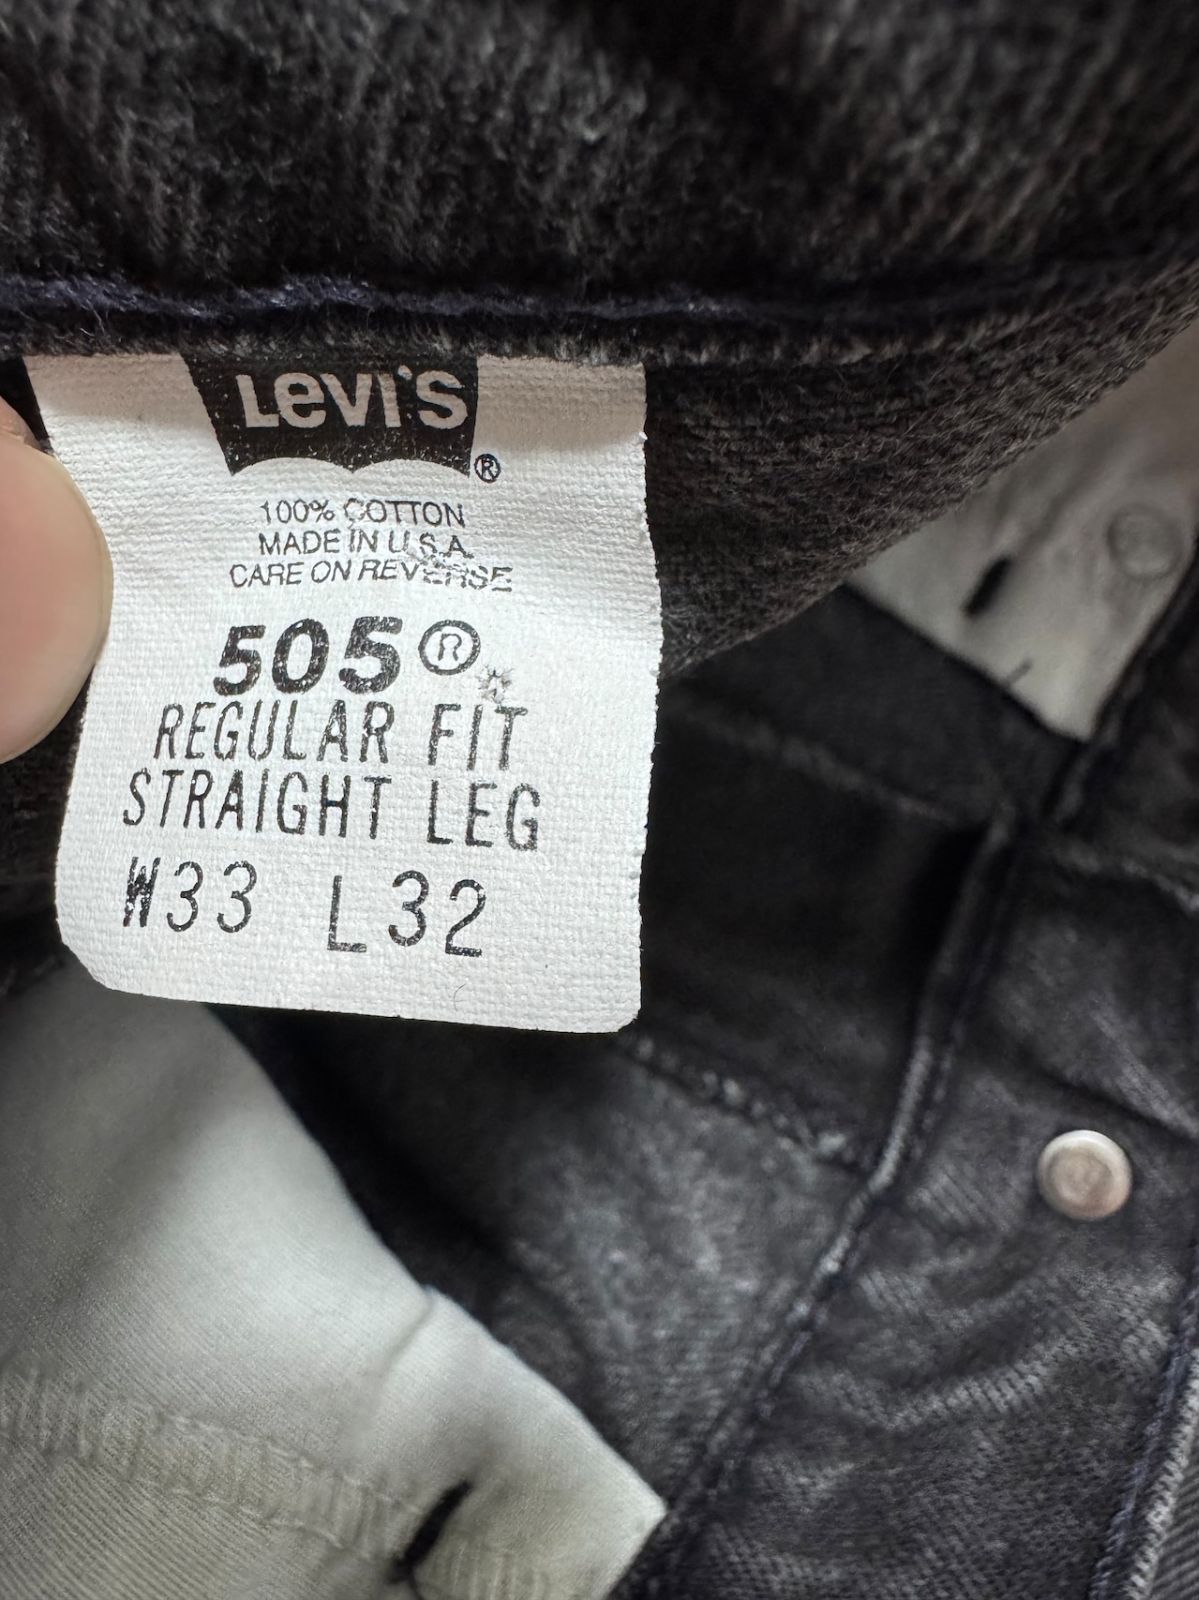 LEVI'S
®
100% COTTON
MADE IN U.S.A.
CARE ON REVERSE
505®
REGULAR FIT
STRAIGHT LEG
W33 L32